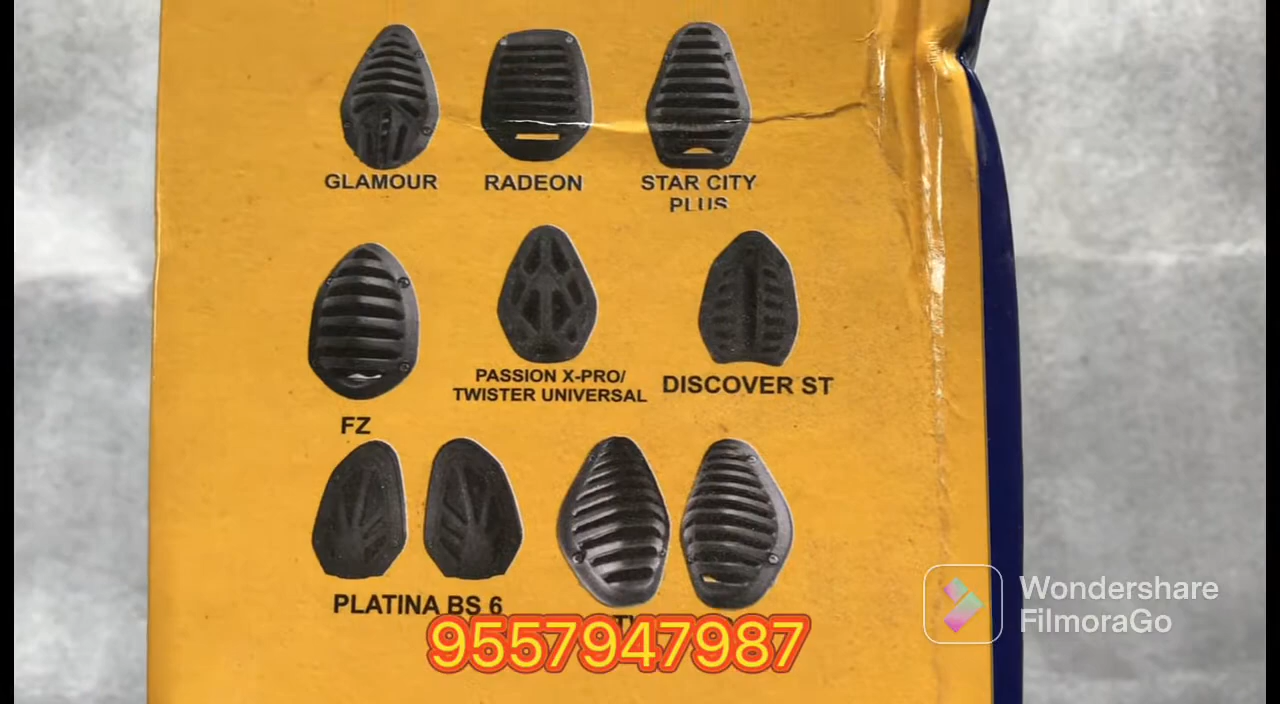 GLAMOUR
RADEON
STAR CITY
PLUS
PASSION X-PRO/
TWISTER UNIVERSAL
DISCOVER ST
FZ
PLATINA BS 6
9557947987
Wondershare
FilmoraGo